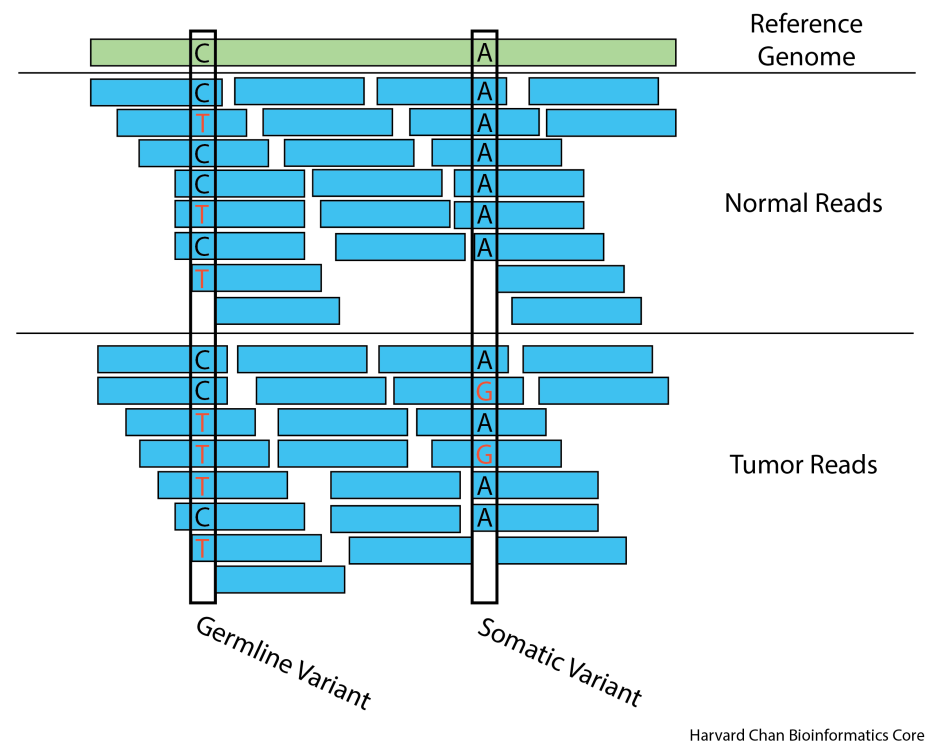 Reference
Genome
C A
C A
T A
C A
C A
T A
C A
T
Normal Reads
C A
C G
T A
T G
T A
C A
T
Tumor Reads
Germline Variant
Somatic Variant
Harvard Chan Bioinformatics Core